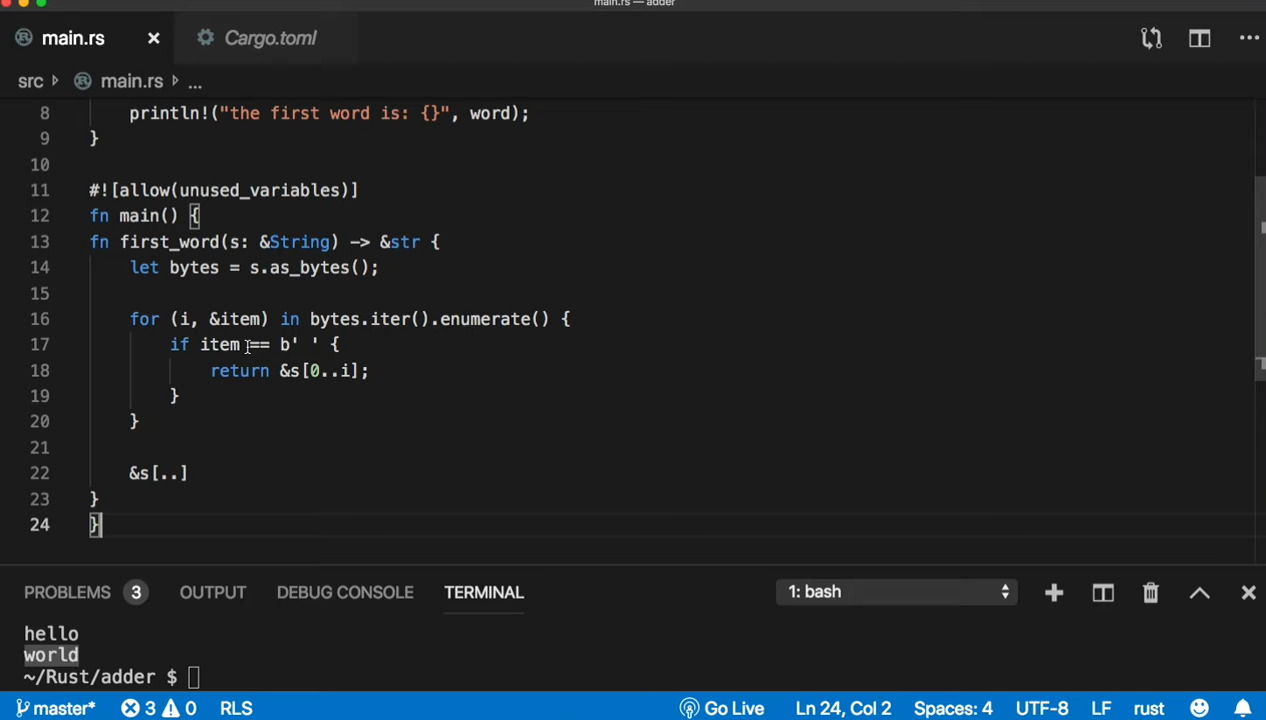 main.rs — adder
main.rs × Cargo.toml ...
src main.rs ...
8 println!("the first word is: {}", word);
9 }
10
11 #![allow(unused_variables)]
12 fn main() {
13 fn first_word(s: &String) -> &str {
14 let bytes = s.as_bytes();
15
16 for (i, &item) in bytes.iter().enumerate() {
17 if item == b' ' {
18 return &s[0..i];
19 }
20 }
21
22 &s[..]
23 }
24 }
PROBLEMS 3 OUTPUT DEBUG CONSOLE TERMINAL 1: bash
hello
world
~/Rust/adder $
master* 3 0 RLS Go Live Ln 24, Col 2 Spaces: 4 UTF-8 LF rust